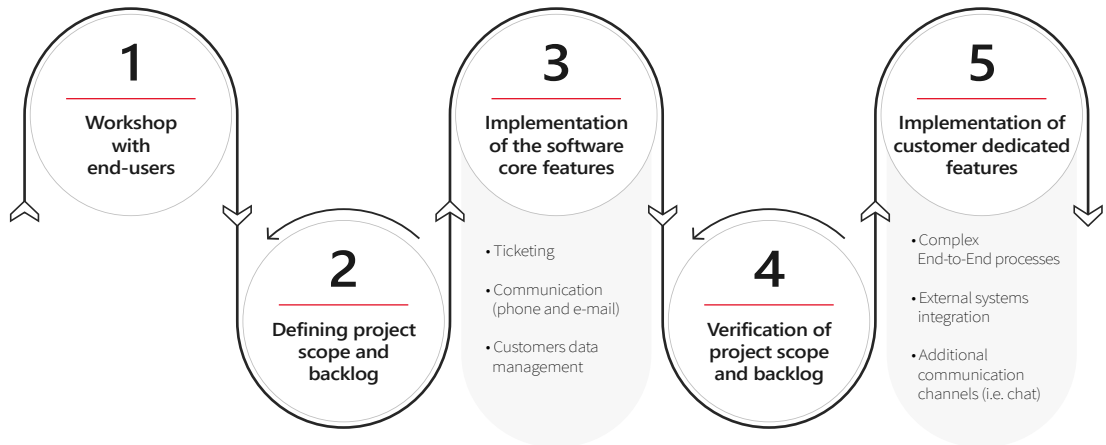 1
Workshop
with
end-users
2
Defining project
scope and
backlog
3
Implementation
of the software
core features
• Ticketing
• Communication
(phone and e-mail)
• Customers data
management
4
Verification of
project scope
and backlog
5
Implementation of
customer dedicated
features
• Complex
End-to-End processes
• External systems
integration
• Additional
communication
channels (i.e. chat)